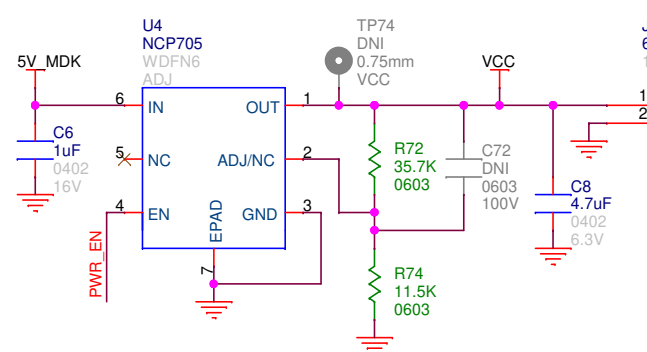 U4
NCP705
WDFN6
ADJ
TP74
DNI
0.75mm
VCC
5V_MDK
VCC
J
6
1
6
IN
OUT
1
1
2
C6
1uF
0402
16V
5
NC
ADJ/NC
2
R72
35.7K
0603
C72
DNI
0603
100V
C8
4.7uF
0402
6.3V
4
EN
EPAD
GND
3
PWR_EN
7
R74
11.5K
0603